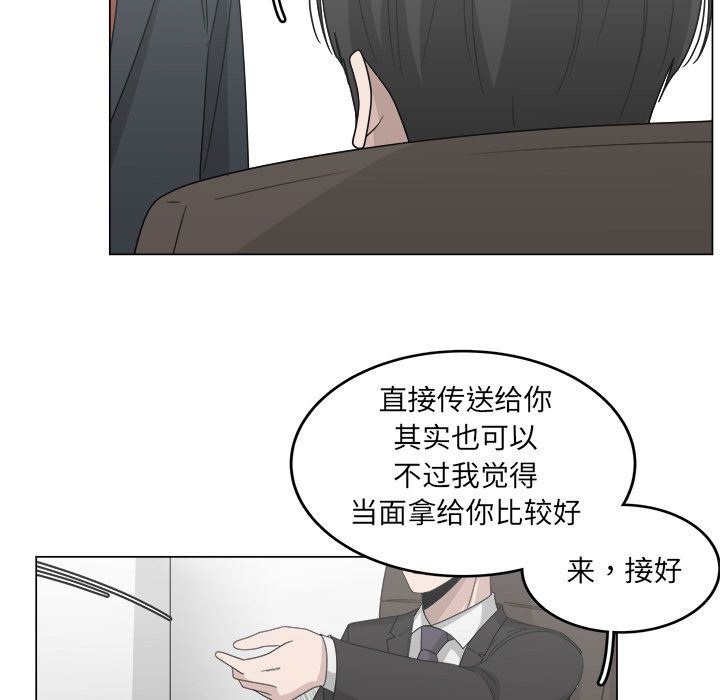 直接传送给你
其实也可以
不过我觉得
当面拿给你比较好
来，接好